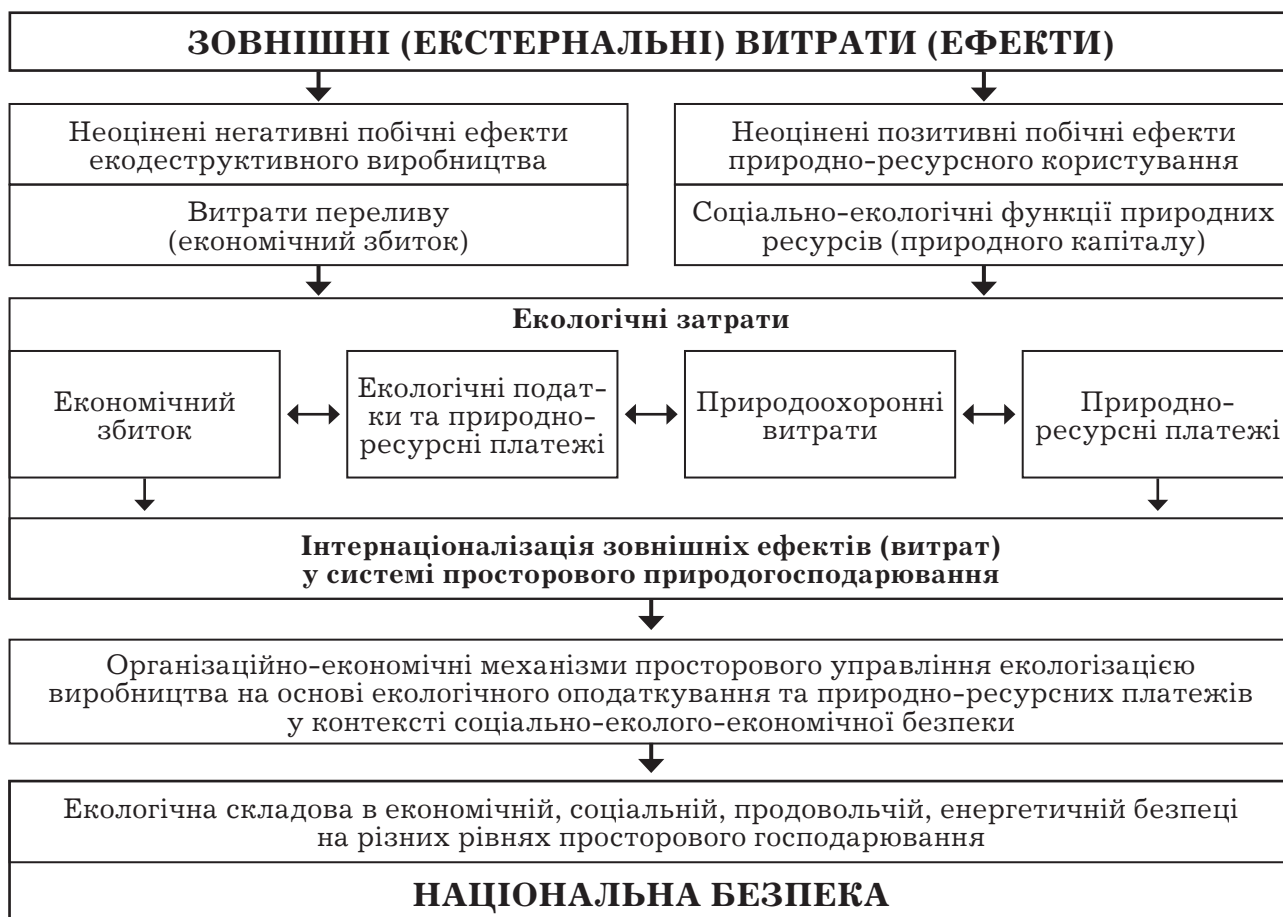 ЗОВНІШНІ (ЕКСТЕРНАЛЬНІ) ВИТРАТИ (ЕФЕКТИ)
Неоцінені негативні побічні ефекти
екодеструктивного виробництва
Витрати переливу
(економічний збиток)
Неоцінені позитивні побічні ефекти
природно-ресурсного користування
Соціально-екологічні функції природних
ресурсів (природного капіталу)
Екологічні затрати
Економічний
збиток
Екологічні подат-
ки та природно-
ресурсні платежі
Природоохоронні
витрати
Природно-
ресурсні платежі
Інтернаціоналізація зовнішніх ефектів (витрат)
у системі просторового природогосподарювання
Організаційно-економічні механізми просторового управління екологізацією
виробництва на основі екологічного оподаткування та природно-ресурсних платежів
у контексті соціально-еколого-економічної безпеки
Екологічна складова в економічній, соціальній, продовольчій, енергетичній безпеці
на різних рівнях просторового господарювання
НАЦІОНАЛЬНА БЕЗПЕКА